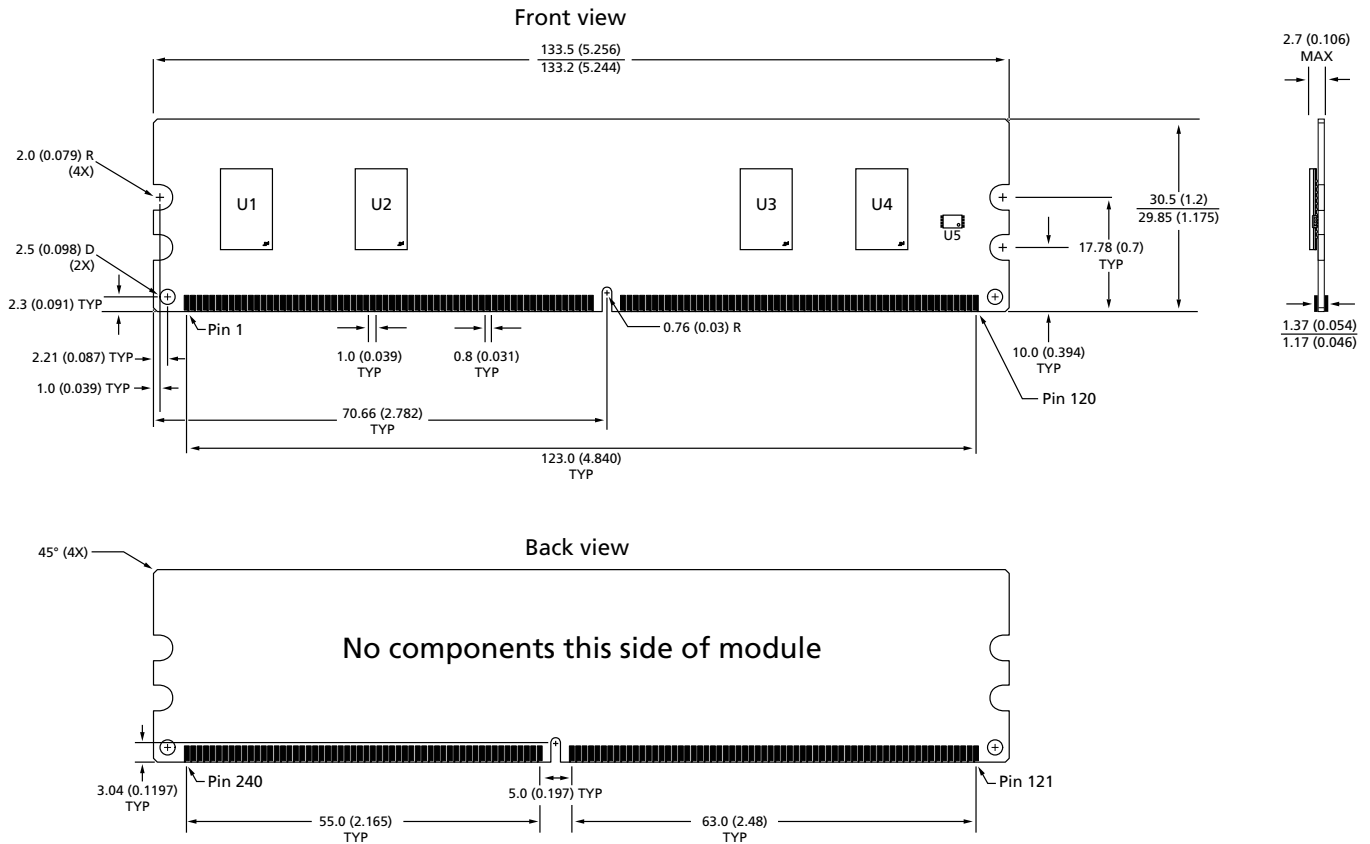 Front view
133.5 (5.256)
133.2 (5.244)
2.7 (0.106)
MAX
2.0 (0.079) R
(4X)
U1
U2
U3
U4
U5
30.5 (1.2)
29.85 (1.175)
17.78 (0.7)
TYP
2.5 (0.098) D
(2X)
2.3 (0.091) TYP
Pin 1
0.76 (0.03) R
2.21 (0.087) TYP
1.0 (0.039)
TYP
0.8 (0.031)
TYP
10.0 (0.394)
TYP
1.37 (0.054)
1.17 (0.046)
1.0 (0.039) TYP
Pin 120
70.66 (2.782)
TYP
123.0 (4.840)
TYP
Back view
45° (4X)
No components this side of module
Pin 240
Pin 121
3.04 (0.1197)
TYP
5.0 (0.197) TYP
55.0 (2.165)
TYP
63.0 (2.48)
TYP